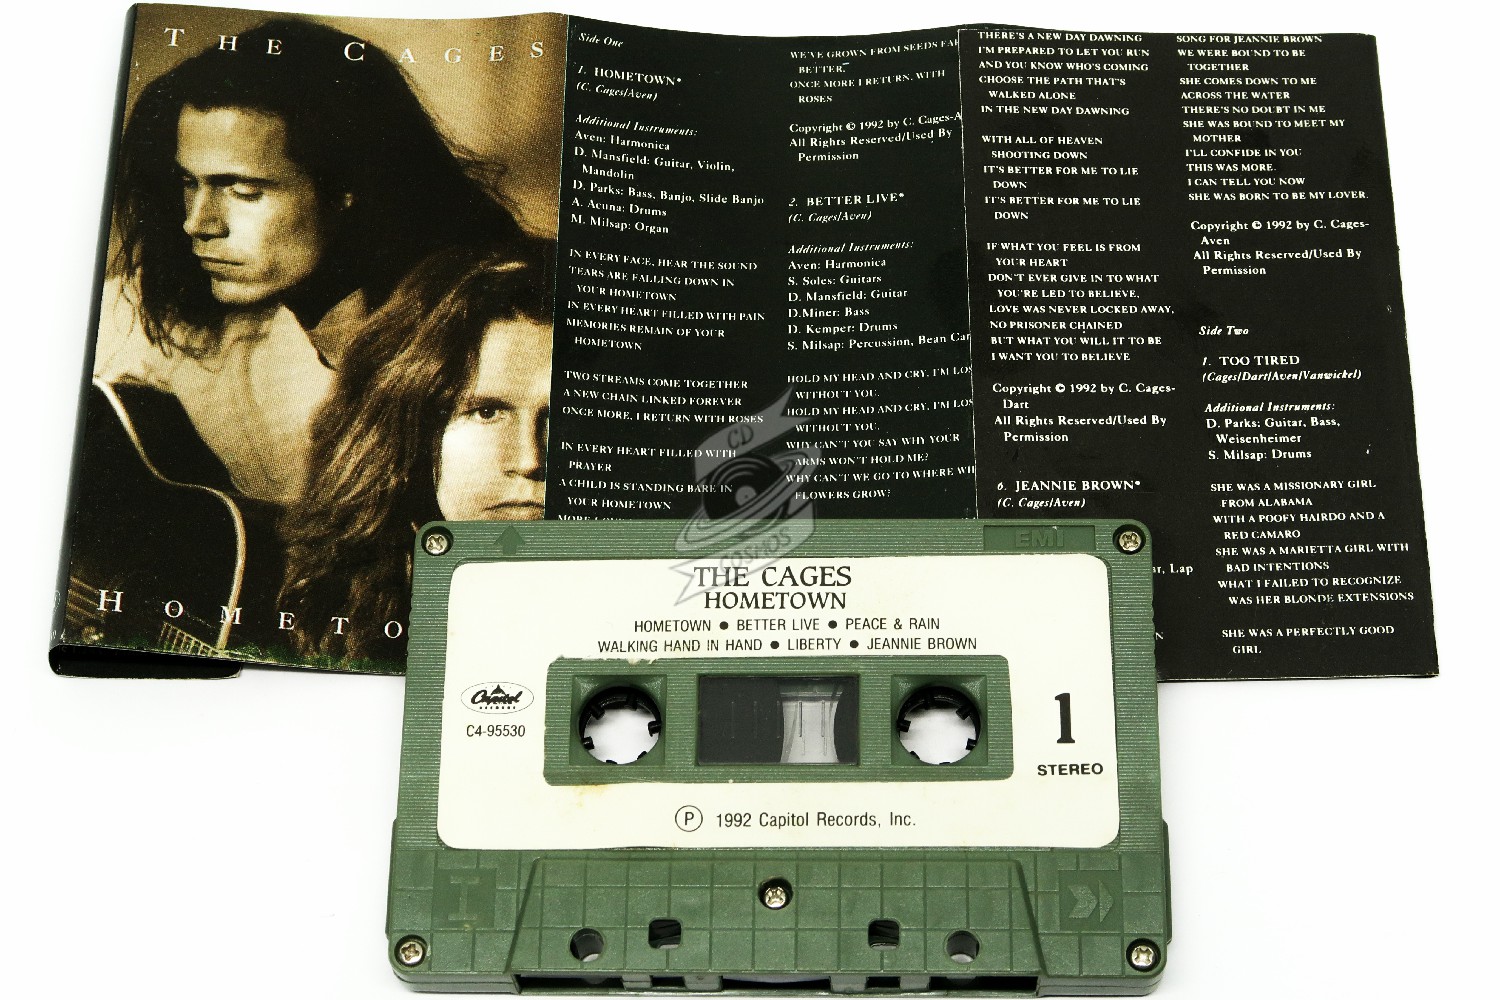 THE CAGES
HOMETO
Side One
1. HOMETOWN*
(C. Cages/Aven)
Additional Instruments:
Aven: Harmonica
D. Mansfield: Guitar, Violin,
Mandolin
D. Parks: Bass, Banjo, Slide Banjo
A. Acuna: Drums
M. Milsap: Organ
IN EVERY FACE, HEAR THE SOUND
TEARS ARE FALLING DOWN IN
YOUR HOMETOWN
IN EVERY HEART FILLED WITH PAIN
MEMORIES REMAIN OF YOUR
HOMETOWN
TWO STREAMS COME TOGETHER
A NEW CHAIN LINKED FOREVER
ONCE MORE, I RETURN WITH ROSES
IN EVERY HEART FILLED WITH
PRAYER
A CHILD IS STANDING BARE IN
YOUR HOMETOWN
WE'VE GROWN FROM SEEDS
BETTER.
ONCE MORE I RETURN, WITH
ROSES
Copyright © 1992 by C. Cages-A
All Rights Reserved/Used By
Permission
2. BETTER LIVE*
(C. Cages/Aven)
Additional Instruments:
Aven: Harmonica
S. Soles: Guitars
D. Mansfield: Guitar
D.Miner: Bass
D. Kemper: Drums
S. Milsap: Percussion, Bean Can
HOLD MY HEAD AND CRY, I'M LOS
WITHOUT YOU.
HOLD MY HEAD AND CRY, I'M LOS
WITHOUT YOU.
WHY CAN'T YOU SAY WHY YOUR
ARMS WON'T HOLD ME?
WHY CAN'T WE GO TO WHERE WI
FLOWERS GROW?
THERE'S A NEW DAY DAWNING
I'M PREPARED TO LET YOU RUN
AND YOU KNOW WHO'S COMING
CHOOSE THE PATH THAT'S
WALKED ALONE
IN THE NEW DAY DAWNING
WITH ALL OF HEAVEN
SHOOTING DOWN
IT'S BETTER FOR ME TO LIE
DOWN
IT'S BETTER FOR ME TO LIE
DOWN
IF WHAT YOU FEEL IS FROM
YOUR HEART
DON'T EVER GIVE IN TO WHAT
YOU'RE LED TO BELIEVE,
LOVE WAS NEVER LOCKED AWAY,
NO PRISONER CHAINED
BUT WHAT YOU WILL IT TO BE
I WANT YOU TO BELIEVE
Copyright © 1992 by C. Cages-
Dart
All Rights Reserved/Used By
Permission
6. JEANNIE BROWN*
(C. Cages/Aven)
ar, Lap
SONG FOR JEANNIE BROWN
WE WERE BOUND TO BE
TOGETHER
SHE COMES DOWN TO ME
ACROSS THE WATER
THERE'S NO DOUBT IN ME
SHE WAS BOUND TO MEET MY
MOTHER
I'LL CONFIDE IN YOU
THIS WAS MORE.
I CAN TELL YOU NOW
SHE WAS BORN TO BE MY LOVER.
Copyright © 1992 by C. Cages-
Aven
All Rights Reserved/Used By
Permission
Side Two
1. TOO TIRED
(Cages/Dart/Aven/Vanwickel)
Additional Instruments:
D. Parks: Guitar, Bass,
Weisenheimer
S. Milsap: Drums
SHE WAS A MISSIONARY GIRL
FROM ALABAMA
WITH A POOFY HAIRDO AND A
RED CAMARO
SHE WAS A MARIETTA GIRL WITH
BAD INTENTIONS
WHAT I FAILED TO RECOGNIZE
WAS HER BLONDE EXTENSIONS
SHE WAS A PERFECTLY GOOD
GIRL
CD
COSMOS
EMI
THE CAGES
HOMETOWN
HOMETOWN ● BETTER LIVE ● PEACE & RAIN
WALKING HAND IN HAND ● LIBERTY ● JEANNIE BROWN
Capitol
RECORDS
C4-95530
1
STEREO
Ⓟ 1992 Capitol Records, Inc.